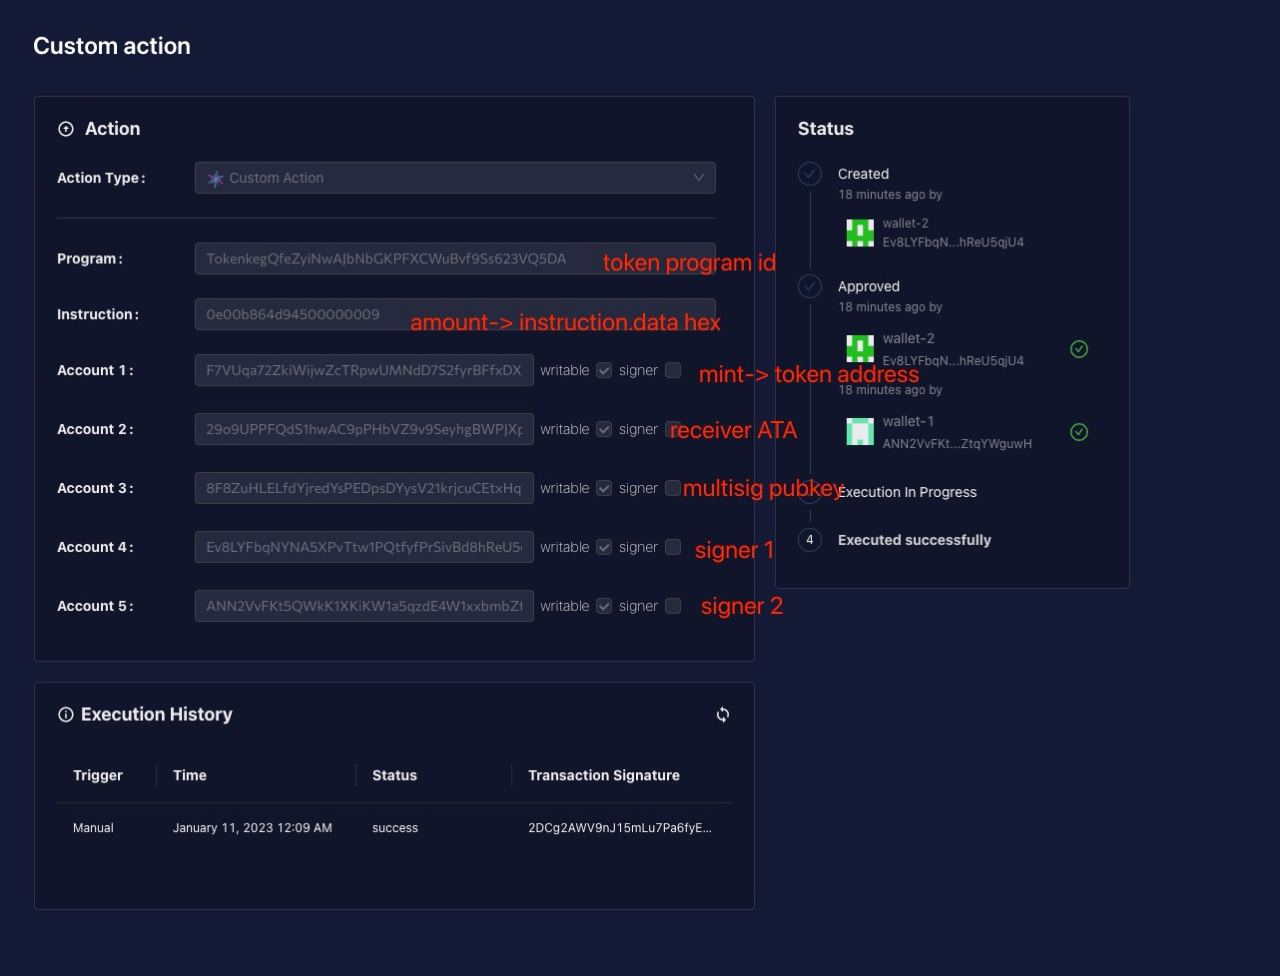 Custom action
Action
Action Type :
Custom Action
Program :
TokenkegQfeZyiNwAJbNbGKPFXCWuBvf9Ss623VQ5DA
token program id
Instruction :
0e00b864d94500000009
amount-> instruction.data hex
Account 1 :
F7VUqa72ZkiWijwZcTRpwUMNdD7S2fyrBFfxDX
writable
signer
mint-> token address
Account 2 :
29o9UPPFQdS1hwAC9pPHbVZ9v9SeyhgBWPJXp
writable
signer
receiver ATA
Account 3 :
8F8ZuHLELfdYjredYsPEDpsDYysV21krjcuCEtxHq
writable
signer
multisig pubkey
Account 4 :
Ev8LYFbqNYNA5XPvTtw1PQtfyfPrSivBd8hReU5
writable
signer
signer 1
Account 5 :
ANN2VvFKt5QWkK1XKiKW1a5qzdE4W1xxbmbZt
writable
signer
signer 2
Status
Created
18 minutes ago by
wallet-2
Ev8LYFbqN...hReU5qjU4
Approved
18 minutes ago by
wallet-2
Ev8LYFbqN...hReU5qjU4
18 minutes ago by
wallet-1
ANN2VvFKt...ZtqYWguwH
Execution In Progress
4
Executed successfully
Execution History
Trigger
Time
Status
Transaction Signature
Manual
January 11, 2023 12:09 AM
success
2DCg2AWV9nJ15mLu7Pa6fyE...